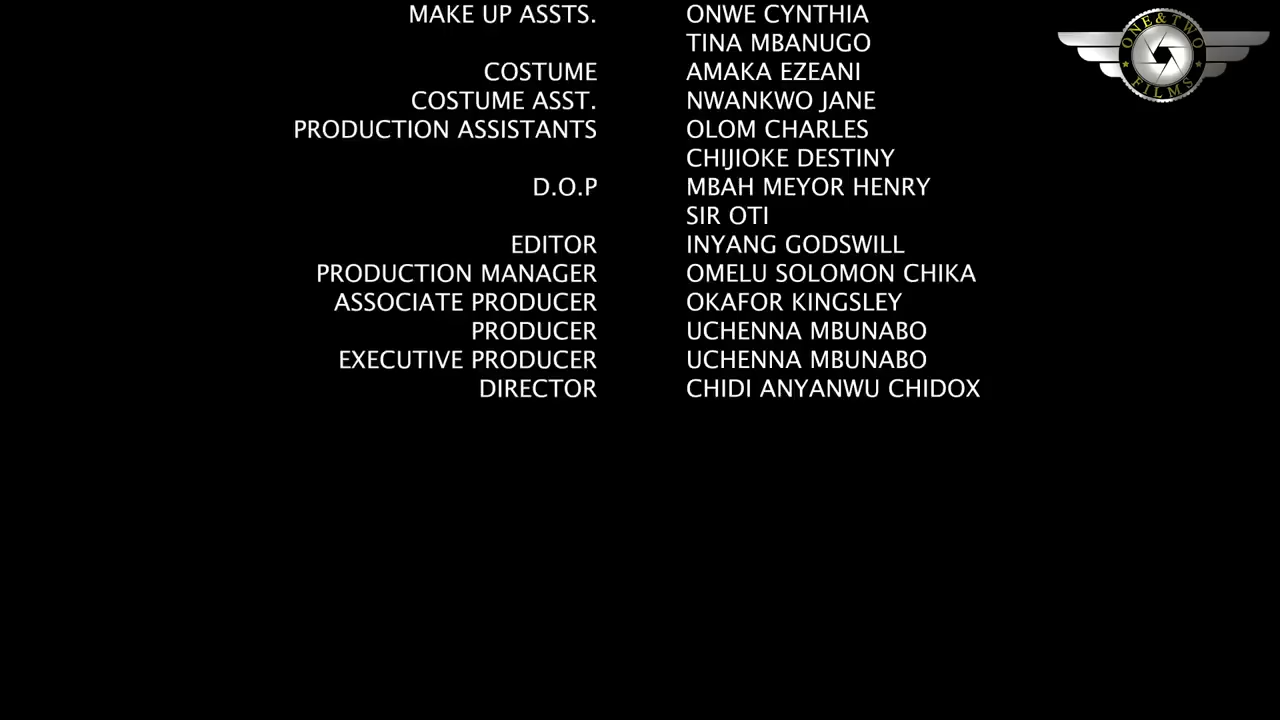 MAKE UP ASSTS. ONWE CYNTHIA
TINA MBANUGO
COSTUME AMAKA EZEANI
COSTUME ASST. NWANKWO JANE
PRODUCTION ASSISTANTS OLOM CHARLES
CHIJIOKE DESTINY
D.O.P MBAH MEYOR HENRY
SIR OTI
EDITOR INYANG GODSWILL
PRODUCTION MANAGER OMELU SOLOMON CHIKA
ASSOCIATE PRODUCER OKAFOR KINGSLEY
PRODUCER UCHENNA MBUNABO
EXECUTIVE PRODUCER UCHENNA MBUNABO
DIRECTOR CHIDI ANYANWU CHIDOX
ONE&TWO
FILMS